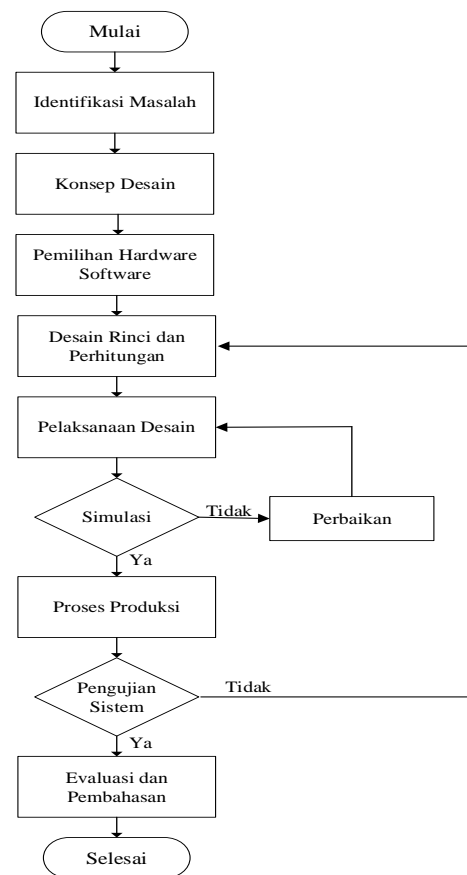 Mulai
Identifikasi Masalah
Konsep Desain
Pemilihan Hardware
Software
Desain Rinci dan
Perhitungan
Pelaksanaan Desain
Simulasi
Tidak
Perbaikan
Ya
Proses Produksi
Pengujian
Sistem
Tidak
Ya
Evaluasi dan
Pembahasan
Selesai